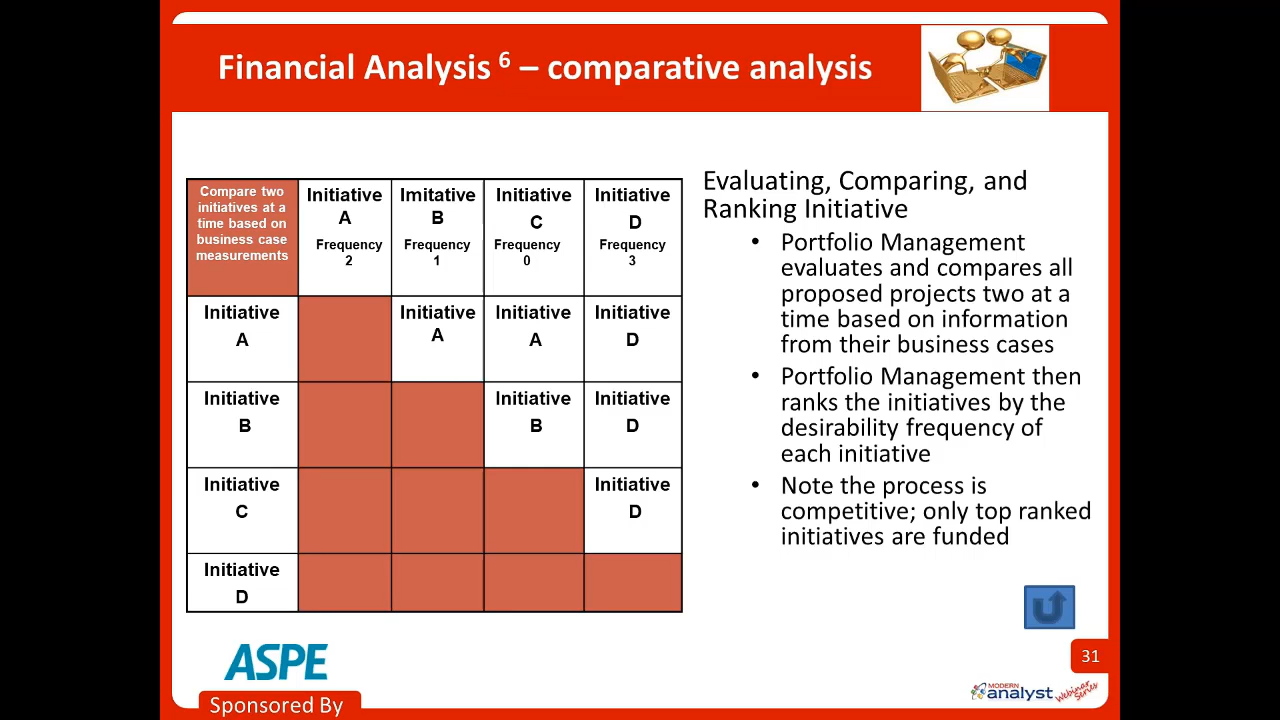 Financial Analysis 6 – comparative analysis
Compare two
initiatives at a
time based on
business case
measurements
Initiative
A
Frequency
2
Imitative
B
Frequency
1
Initiative
C
Frequency
0
Initiative
D
Frequency
3
Initiative
A
Initiative
A
Initiative
A
Initiative
D
Initiative
B
Initiative
B
Initiative
D
Initiative
C
Initiative
D
Initiative
D
Evaluating, Comparing, and
Ranking Initiative
• Portfolio Management
evaluates and compares all
proposed projects two at a
time based on information
from their business cases
• Portfolio Management then
ranks the initiatives by the
desirability frequency of
each initiative
• Note the process is
competitive; only top ranked
initiatives are funded
31
ASPE
Sponsored By
MODERN
analyst
Webinar
Series